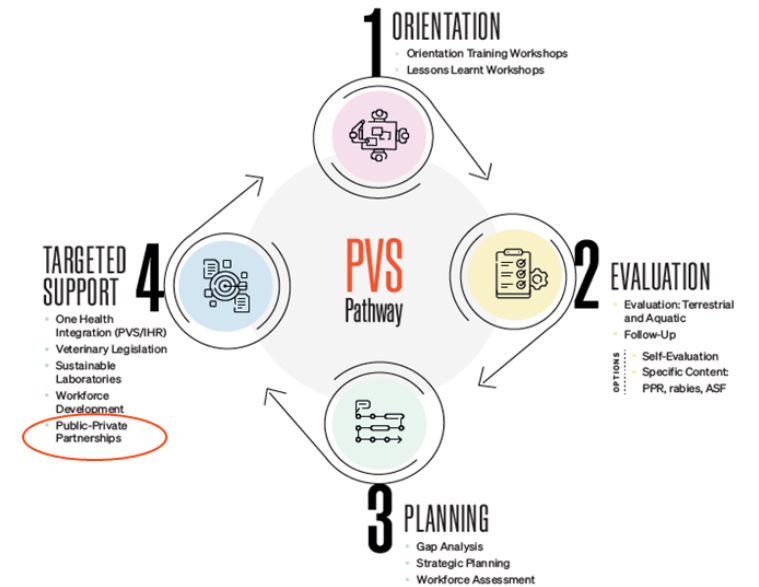 1 ORIENTATION
Orientation Training Workshops
Lessons Learnt Workshops
PVS
Pathway
2 EVALUATION
Evaluation: Terrestrial
and Aquatic
Follow-Up
OPTIONS
Self-Evaluation
Specific Content:
PPR, rabies, ASF
3 PLANNING
Gap Analysis
Strategic Planning
Workforce Assessment
TARGETED
SUPPORT 4
One Health
Integration (PVS/IHR)
Veterinary Legislation
Sustainable
Laboratories
Workforce
Development
Public-Private
Partnerships